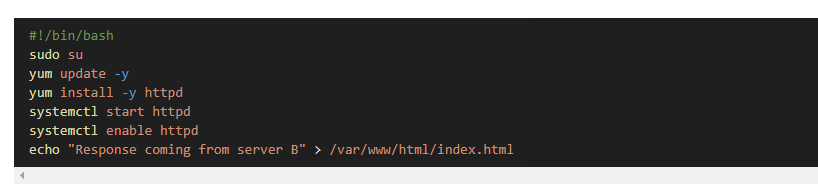 #!/bin/bash
sudo su
yum update -y
yum install -y httpd
systemctl start httpd
systemctl enable httpd
echo "Response coming from server B" > /var/www/html/index.html